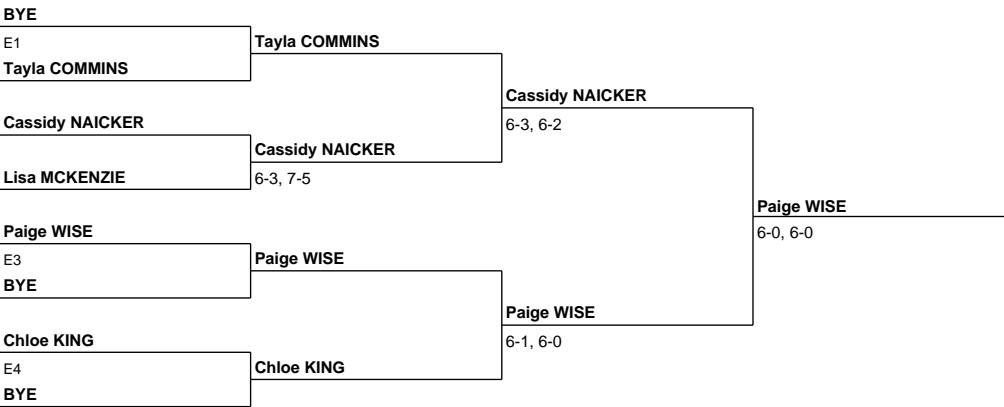 BYE
E1
Tayla COMMINS
Tayla COMMINS
Cassidy NAICKER
6-3, 6-2
Cassidy NAICKER
Cassidy NAICKER
Lisa MCKENZIE
6-3, 7-5
Paige WISE
6-0, 6-0
Paige WISE
E3
Paige WISE
BYE
Paige WISE
6-1, 6-0
Chloe KING
E4
Chloe KING
BYE